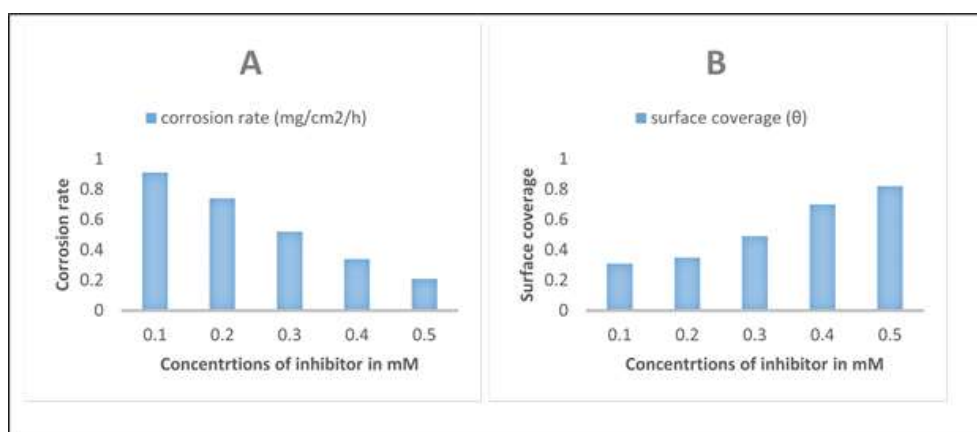 A
corrosion rate (mg/cm2/h)
Corrosion rate
1
0.8
0.6
0.4
0.2
0
0.1 0.2 0.3 0.4 0.5
Concentrtions of inhibitor in mM
B
surface coverage (θ)
Surface coverage
1
0.8
0.6
0.4
0.2
0
0.1 0.2 0.3 0.4 0.5
Concentrtions of inhibitor in mM